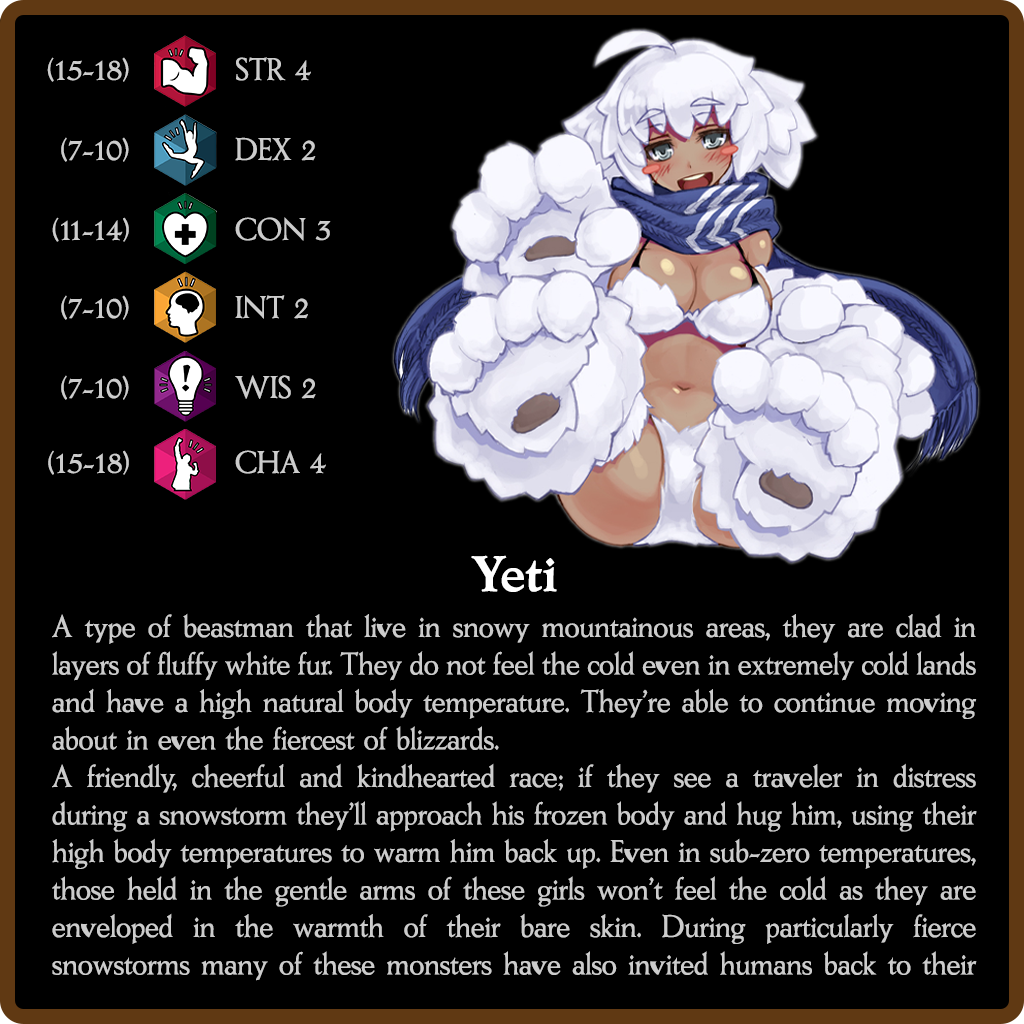 (15-18) STR 4
(7-10) DEX 2
(11-14) CON 3
(7-10) INT 2
(7-10) WIS 2
(15-18) CHA 4
Yeti
A type of beastman that live in snowy mountainous areas, they are clad in
layers of fluffy white fur. They do not feel the cold even in extremely cold lands
and have a high natural body temperature. They're able to continue moving
about in even the fiercest of blizzards.
A friendly, cheerful and kindhearted race; if they see a traveler in distress
during a snowstorm they'll approach his frozen body and hug him, using their
high body temperatures to warm him back up. Even in sub-zero temperatures,
those held in the gentle arms of these girls won't feel the cold as they are
enveloped in the warmth of their bare skin. During particularly fierce
snowstorms many of these monsters have also invited humans back to their